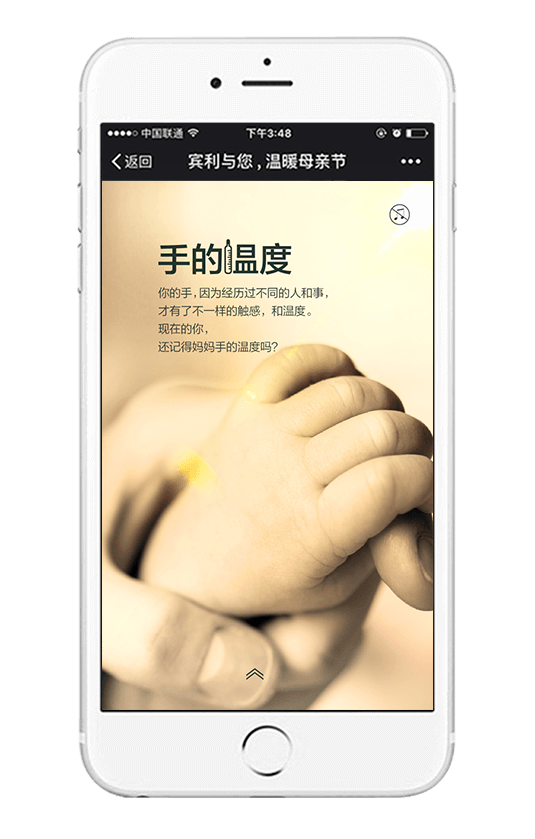 中国联通 下午3:48
返回 宾利与您，温暖母亲节
手的温度
你的手，因为经历过不同的人和事，
才有了不一样的触感，和温度。
现在的你，
还记得妈妈手的温度吗？